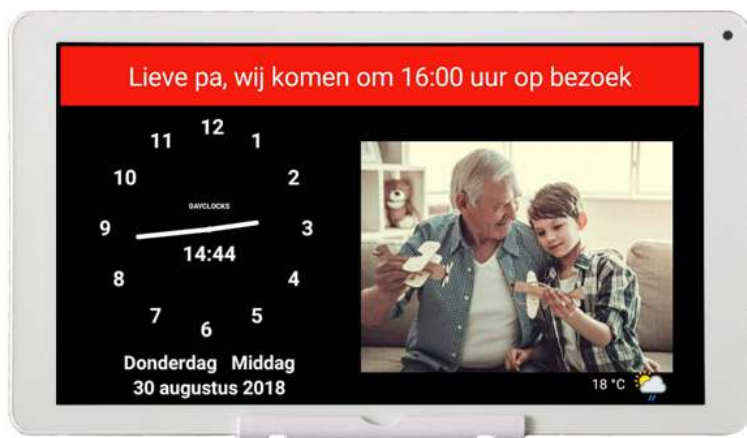 Lieve pa, wij komen om 16:00 uur op bezoek
12
11
1
10
2
DAYCLOCKS
9
3
14:44
8
4
7
5
6
Donderdag Middag
30 augustus 2018
18 °C